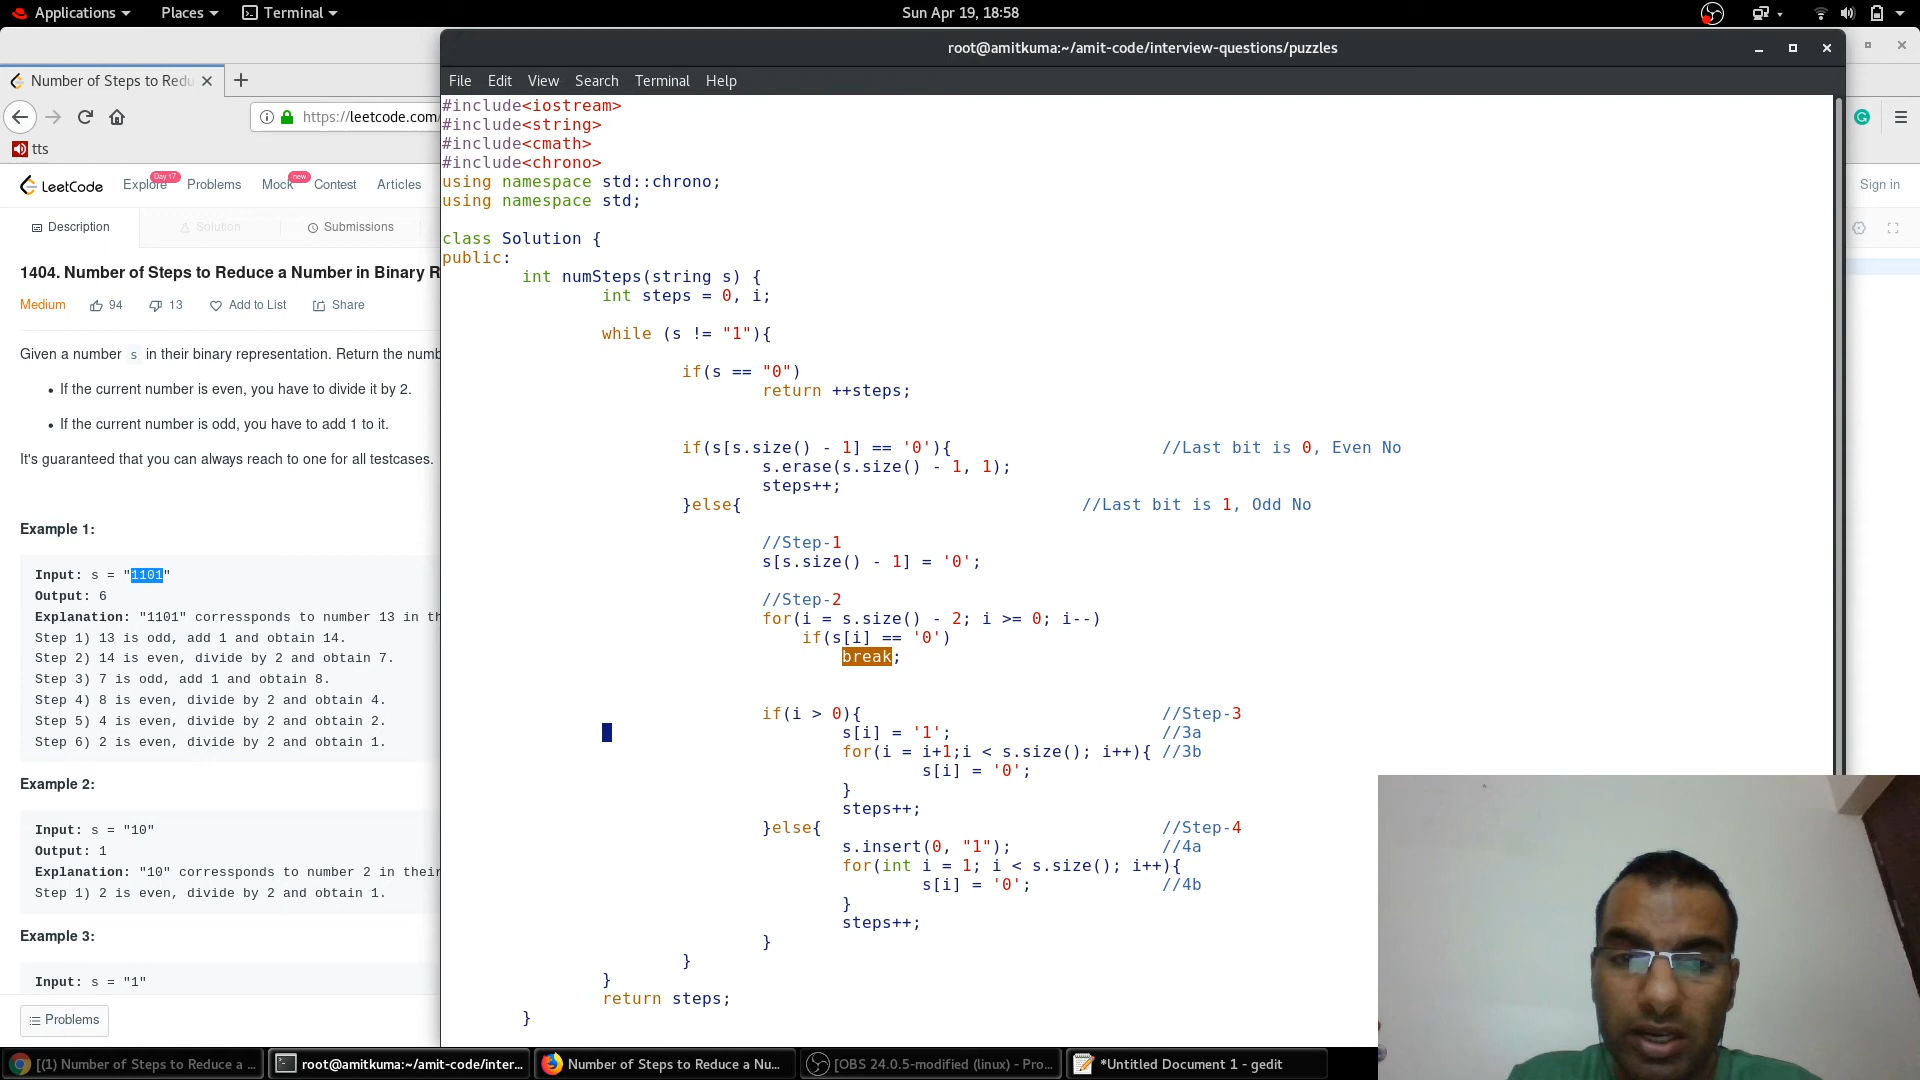 Applications
Places
Terminal
Sun Apr 19, 18:58
root@amitkuma:~/amit-code/interview-questions/puzzles
Number of Steps to Redu
https://leetcode.com/
tts
File Edit View Search Terminal Help
LeetCode
Explore
Day 17
Problems
Mock
new
Contest
Articles
Sign in
Description
Solution
Submissions
1404. Number of Steps to Reduce a Number in Binary R
Medium
94
13
Add to List
Share
Given a number s in their binary representation. Return the numb
• If the current number is even, you have to divide it by 2.
• If the current number is odd, you have to add 1 to it.
It's guaranteed that you can always reach to one for all testcases.
Example 1:
Input: s = "1101"
Output: 6
Explanation: "1101" corressponds to number 13 in th
Step 1) 13 is odd, add 1 and obtain 14.
Step 2) 14 is even, divide by 2 and obtain 7.
Step 3) 7 is odd, add 1 and obtain 8.
Step 4) 8 is even, divide by 2 and obtain 4.
Step 5) 4 is even, divide by 2 and obtain 2.
Step 6) 2 is even, divide by 2 and obtain 1.
Example 2:
Input: s = "10"
Output: 1
Explanation: "10" corressponds to number 2 in their
Step 1) 2 is even, divide by 2 and obtain 1.
Example 3:
Input: s = "1"
Problems
#include<iostream>
#include<string>
#include<cmath>
#include<chrono>
using namespace std::chrono;
using namespace std;
class Solution {
public:
int numSteps(string s) {
int steps = 0, i;
while (s != "1"){
if(s == "0")
return ++steps;
if(s[s.size() - 1] == '0'){ //Last bit is 0, Even No
s.erase(s.size() - 1, 1);
steps++;
}else{ //Last bit is 1, Odd No
//Step-1
s[s.size() - 1] = '0';
//Step-2
for(i = s.size() - 2; i >= 0; i--)
if(s[i] == '0')
break;
if(i > 0){ //Step-3
s[i] = '1'; //3a
for(i = i+1;i < s.size(); i++){ //3b
s[i] = '0';
}
steps++;
}else{ //Step-4
s.insert(0, "1"); //4a
for(int i = 1; i < s.size(); i++){
s[i] = '0'; //4b
}
steps++;
}
}
}
return steps;
}
[(1) Number of Steps to Reduce a ...
root@amitkuma:~/amit-code/inter...
Number of Steps to Reduce a Nu...
[OBS 24.0.5-modified (linux) - Pro...
*Untitled Document 1 - gedit